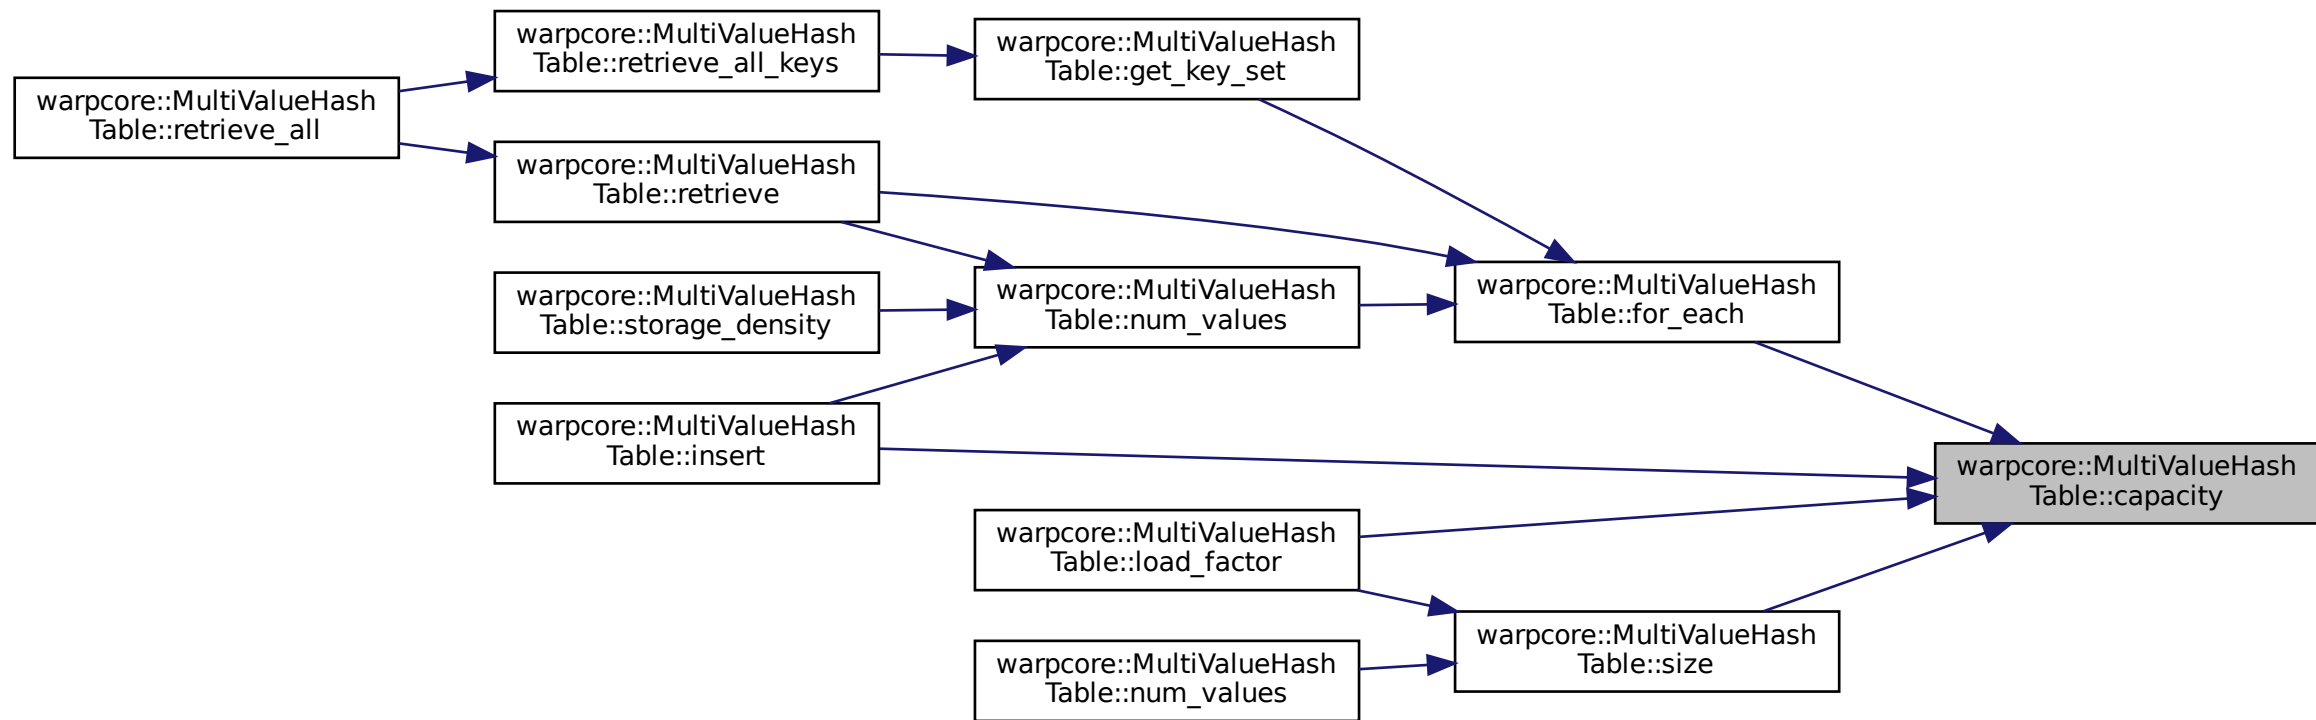 warpcore::MultiValueHash
Table::retrieve_all
warpcore::MultiValueHash
Table::retrieve_all_keys
warpcore::MultiValueHash
Table::retrieve
warpcore::MultiValueHash
Table::storage_density
warpcore::MultiValueHash
Table::insert
warpcore::MultiValueHash
Table::get_key_set
warpcore::MultiValueHash
Table::num_values
warpcore::MultiValueHash
Table::load_factor
warpcore::MultiValueHash
Table::num_values
warpcore::MultiValueHash
Table::for_each
warpcore::MultiValueHash
Table::size
warpcore::MultiValueHash
Table::capacity